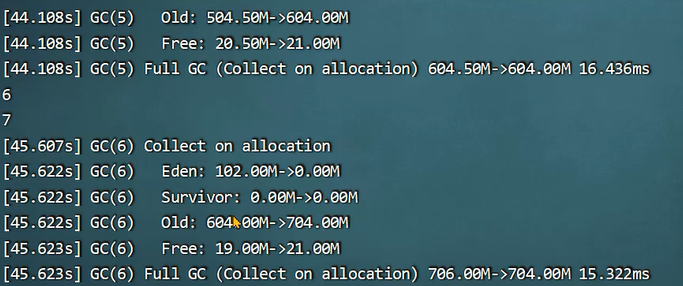 [44.108s] GC(5)   Old: 504.50M->604.00M
[44.108s] GC(5)   Free: 20.50M->21.00M
[44.108s] GC(5) Full GC (Collect on allocation) 604.50M->604.00M 16.436ms
6
7
[45.607s] GC(6) Collect on allocation
[45.622s] GC(6)   Eden: 102.00M->0.00M
[45.622s] GC(6)   Survivor: 0.00M->0.00M
[45.622s] GC(6)   Old: 604.00M->704.00M
[45.623s] GC(6)   Free: 19.00M->21.00M
[45.623s] GC(6) Full GC (Collect on allocation) 706.00M->704.00M 15.322ms